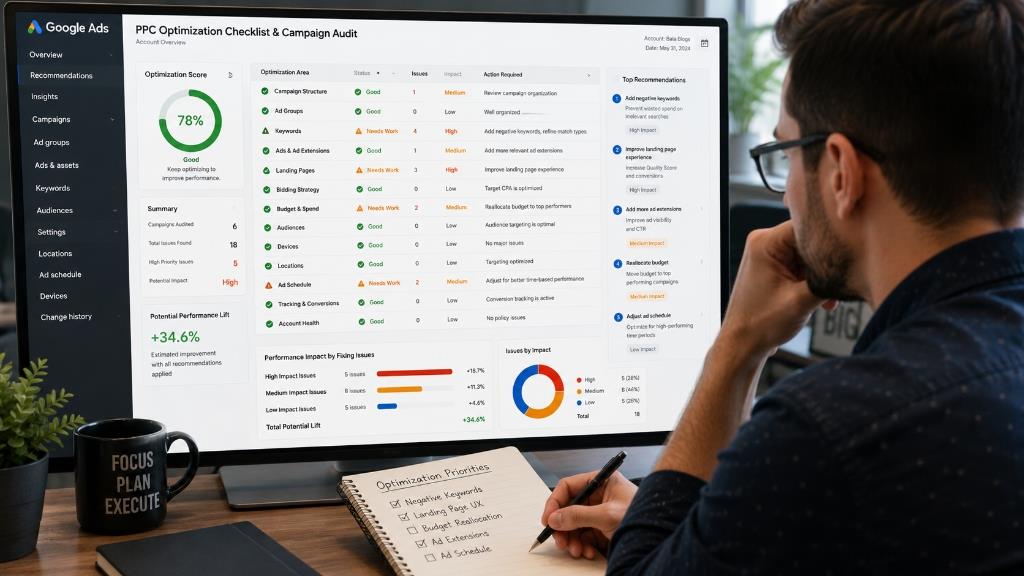 Google Ads
Overview
Recommendations
Insights
Campaigns
Ad groups
Ads & assets
Keywords
Audiences
Settings
Locations
Ad schedule
Devices
Change history
PPC Optimization Checklist & Campaign Audit
Account Overview
Account: Bala Blogs
Date: May 31, 2024
Optimization Score
78%
Good
Keep optimizing to
improve performance.
Summary
Campaigns Audited 6
Total Issues Found 18
High Priority Issues 5
Potential Impact High
Potential Performance Lift
+34.6%
Estimated improvement
with all recommendations
applied
Optimization Area Status Issues Impact Action Required
Campaign Structure Good 1 Medium Review campaign organization
Ad Groups Good 0 Low Well organized
Keywords Needs Work 4 High Add negative keywords, refine match types
Ads & Ad Extensions Good 1 Medium Add more relevant ad extensions
Landing Pages Needs Work 3 High Improve landing page experience
Bidding Strategy Good 0 Low Target CPA is optimized
Budget & Spend Needs Work 2 Medium Reallocate budget to top performers
Audiences Good 0 Low Audience targeting is optimal
Devices Good 0 Low No major issues
Locations Good 0 Low Targeting optimized
Ad Schedule Needs Work 2 Medium Adjust for better time-based performance
Tracking & Conversions Good 0 Low Conversion tracking is active
Account Health Good 0 Low No policy issues
Performance Impact by Fixing Issues
High Impact Issues 5 issues +18.7%
Medium Impact Issues 8 issues +11.3%
Low Impact Issues 5 issues +4.6%
Total Potential Lift +34.6%
Issues by Impact
High 5 (28%)
Medium 8 (44%)
Low 5 (28%)
Total 18
Top Recommendations
1 Add negative keywords
Prevent wasted spend on
irrelevant searches
High Impact
2 Improve landing page
experience
Increase Quality Score
and conversions
High Impact
3 Add more ad extensions
Improve ad visibility
and CTR
Medium Impact
4 Reallocate budget
Move budget to top
performing campaigns
Medium Impact
5 Adjust ad schedule
Optimize for high-performing
time periods
Low Impact
BIG
FOCUS
PLAN
EXECUTE
Optimization Priorities
Negative Keywords
Landing Page UX
Budget Reallocation
Ad Extensions
Ad Schedule